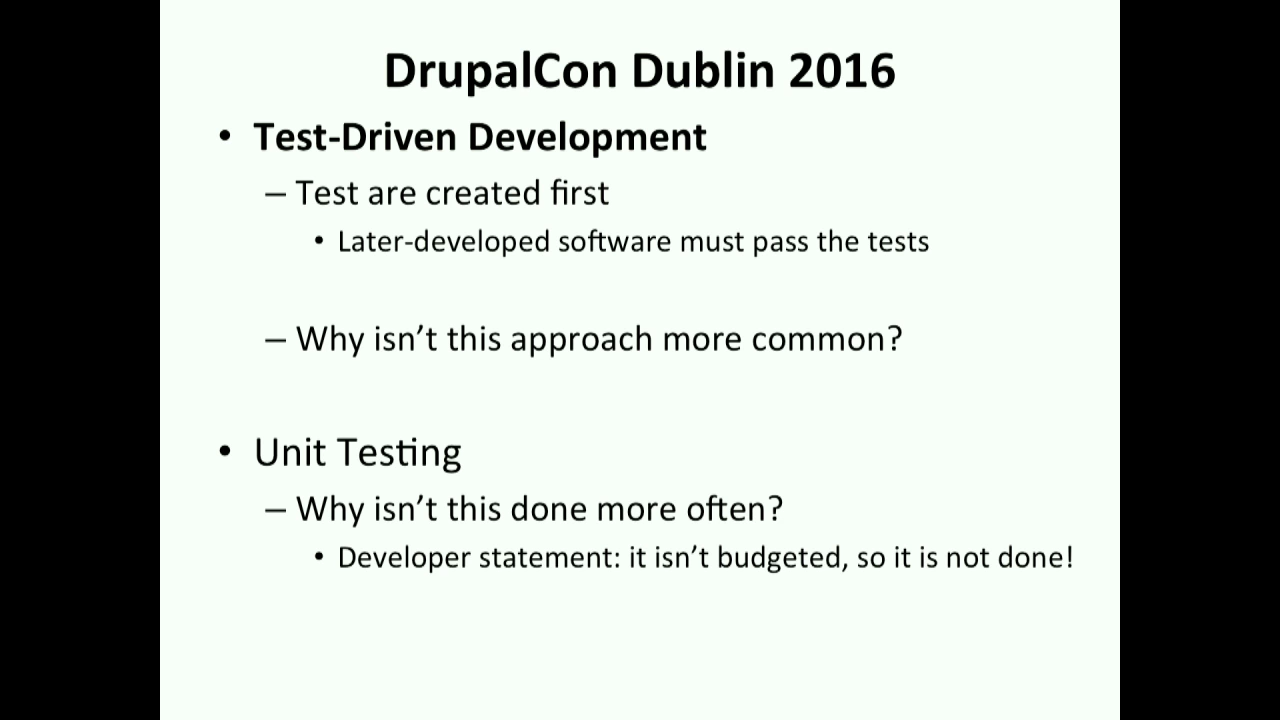 DrupalCon Dublin 2016
• Test-Driven Development
– Test are created first
• Later-developed software must pass the tests
– Why isn’t this approach more common?
• Unit Testing
– Why isn’t this done more often?
• Developer statement: it isn’t budgeted, so it is not done!